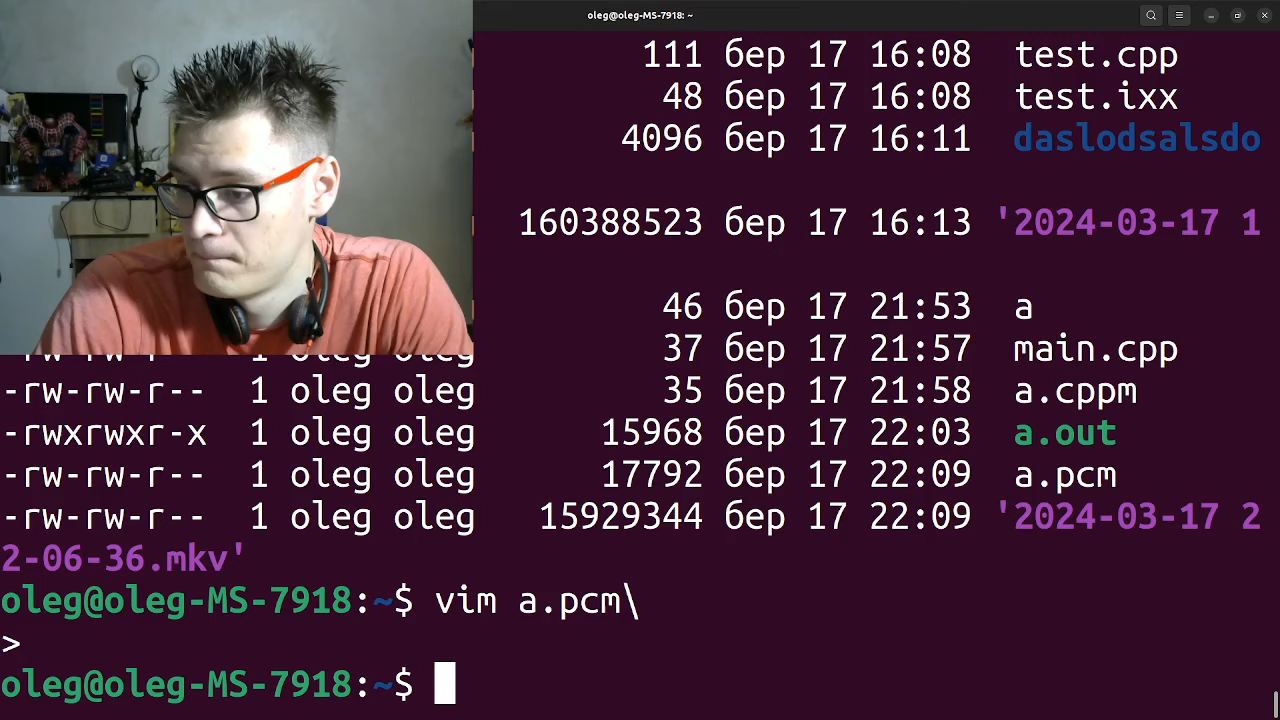 oleg@oleg-MS-7918: ~
111 бер 17 16:08 test.cpp
48 бер 17 16:08 test.ixx
4096 бер 17 16:11 daslodsalsdo
160388523 бер 17 16:13 '2024-03-17 1
46 бер 17 21:53 a
-rw-rw-r-- 1 oleg oleg 37 бер 17 21:57 main.cpp
-rw-rw-r-- 1 oleg oleg 35 бер 17 21:58 a.cppm
-rwxrwxr-x 1 oleg oleg 15968 бер 17 22:03 a.out
-rw-rw-r-- 1 oleg oleg 17792 бер 17 22:09 a.pcm
-rw-rw-r-- 1 oleg oleg 15929344 бер 17 22:09 '2024-03-17 2
2-06-36.mkv'
oleg@oleg-MS-7918:~$ vim a.pcm\
>
oleg@oleg-MS-7918:~$